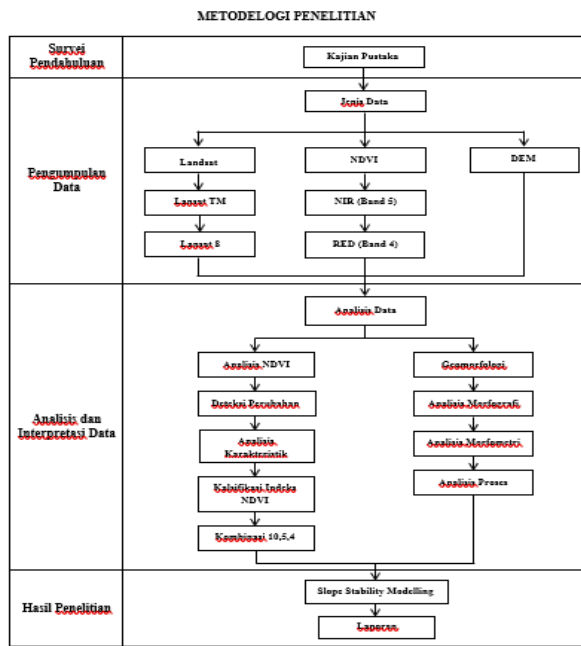 METODELOGI PENELITIAN
Survei
Pendahuluan
Kajian Pustaka
Jenis Data
Pengumpulan
Data
Landsat
NDVI
DEM
Lansat TM
NIR (Band 5)
Lansat 8
RED (Band 4)
Analisis dan
Interpretasi Data
Analisis Data
Analisis NDVI
Geomorfologi
Deteksi Perubahan
Analisis Morfografi
Analisis
Karakteristik
Analisis Morfometri
Kalsifikasi Indeks
NDVI
Analisis Proses
Kombinasi 10,5,4
Hasil Penelitian
Slope Stability Modelling
Laporan